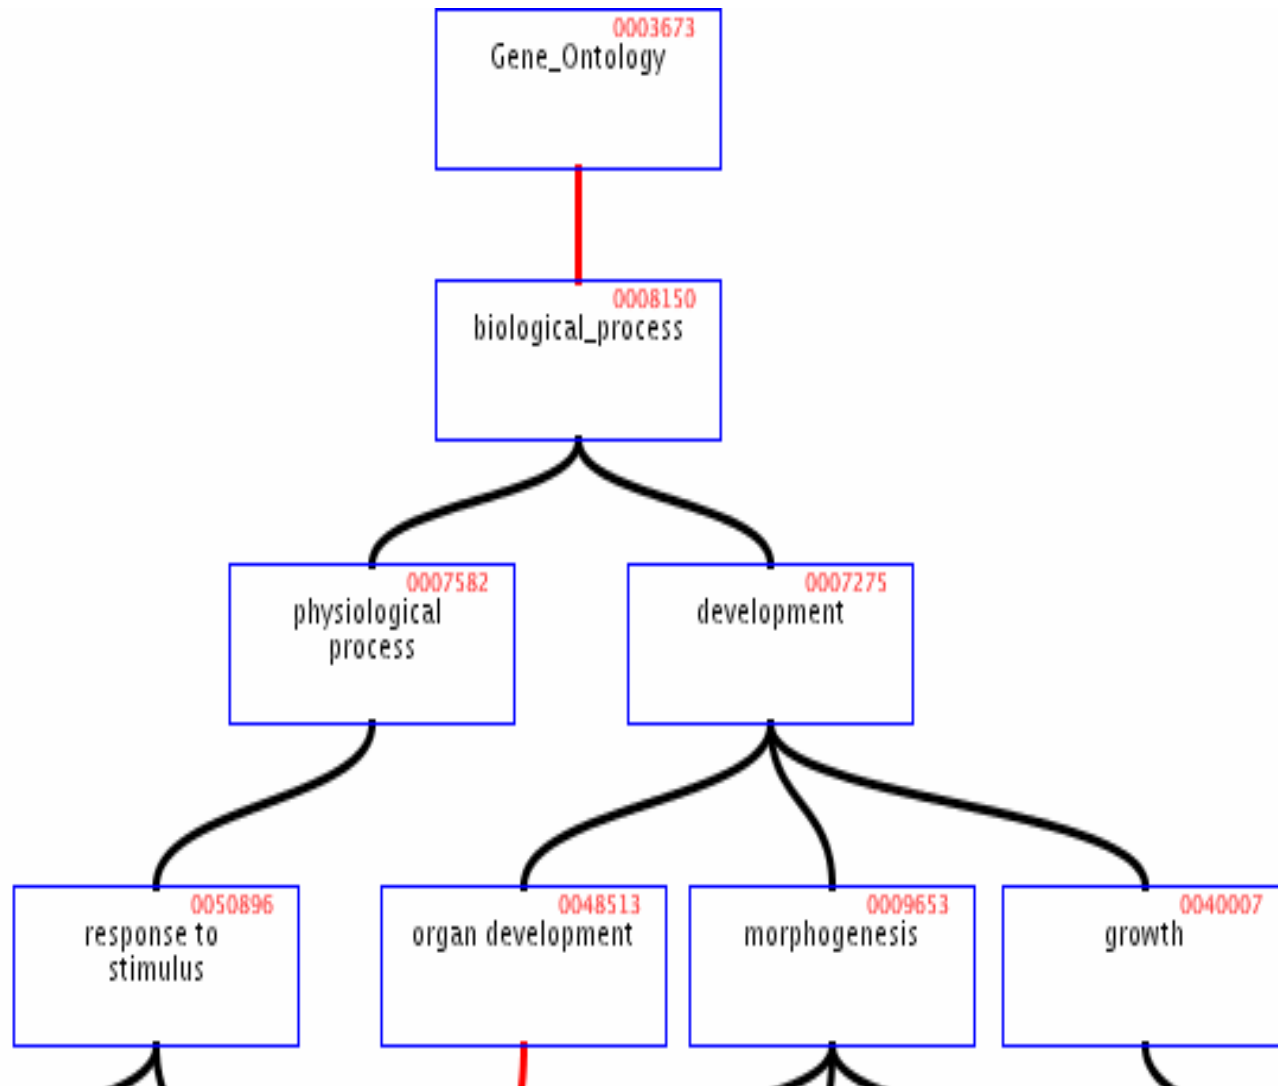 0003673
Gene_Ontology
0008150
biological_process
0007582
physiological
process
0007275
development
0050896
response to
stimulus
0048513
organ development
0009653
morphogenesis
0040007
growth